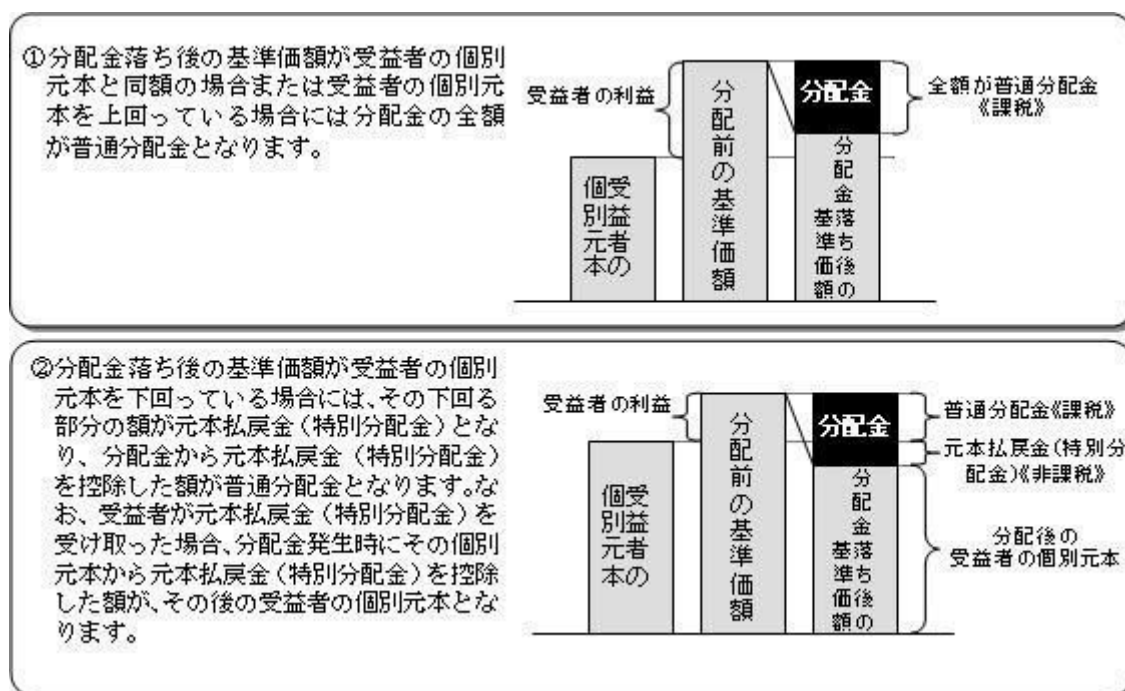 ①分配金落ち後の基準価額が受益者の個別
元本と同額の場合または受益者の個別元
本を上回っている場合には分配金の全額
が普通分配金となります。
受益者の利益
受益者の
個別元本
分配前の基準価額
分配金
分配金落ち後の
基準価額
全額が普通分配金
《課税》
②分配金落ち後の基準価額が受益者の個別
元本を下回っている場合には、その下回る
部分の額が元本払戻金(特別分配金)とな
り、分配金から元本払戻金(特別分配金)
を控除した額が普通分配金となります。な
お、受益者が元本払戻金(特別分配金)を
受け取った場合、分配金発生時にその個別
元本から元本払戻金(特別分配金)を控除
した額が、その後の受益者の個別元本とな
ります。
受益者の利益
受益者の
個別元本
分配前の基準価額
分配金
分配金落ち後の
基準価額
普通分配金《課税》
元本払戻金(特別分
配金)《非課税》
分配後の
受益者の個別元本